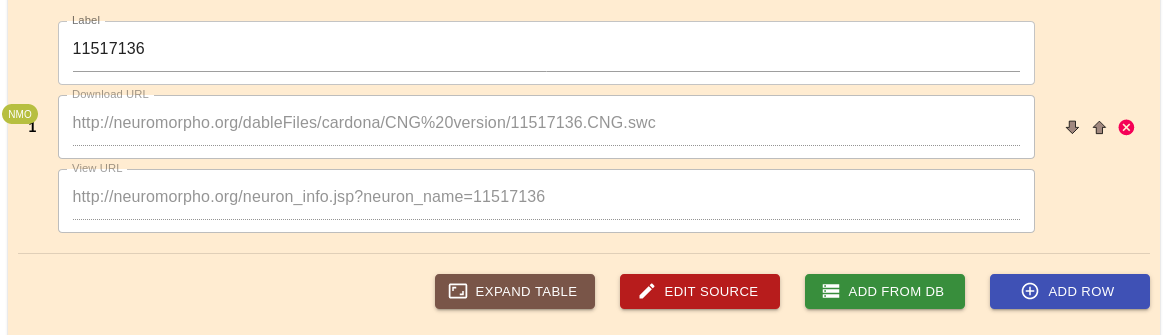 Label
11517136
Download URL
NMO
1
http://neuromorpho.org/dableFiles/cardona/CNG%20version/11517136.CNG.swc
View URL
http://neuromorpho.org/neuron_info.jsp?neuron_name=11517136
EXPAND TABLE
EDIT SOURCE
ADD FROM DB
ADD ROW